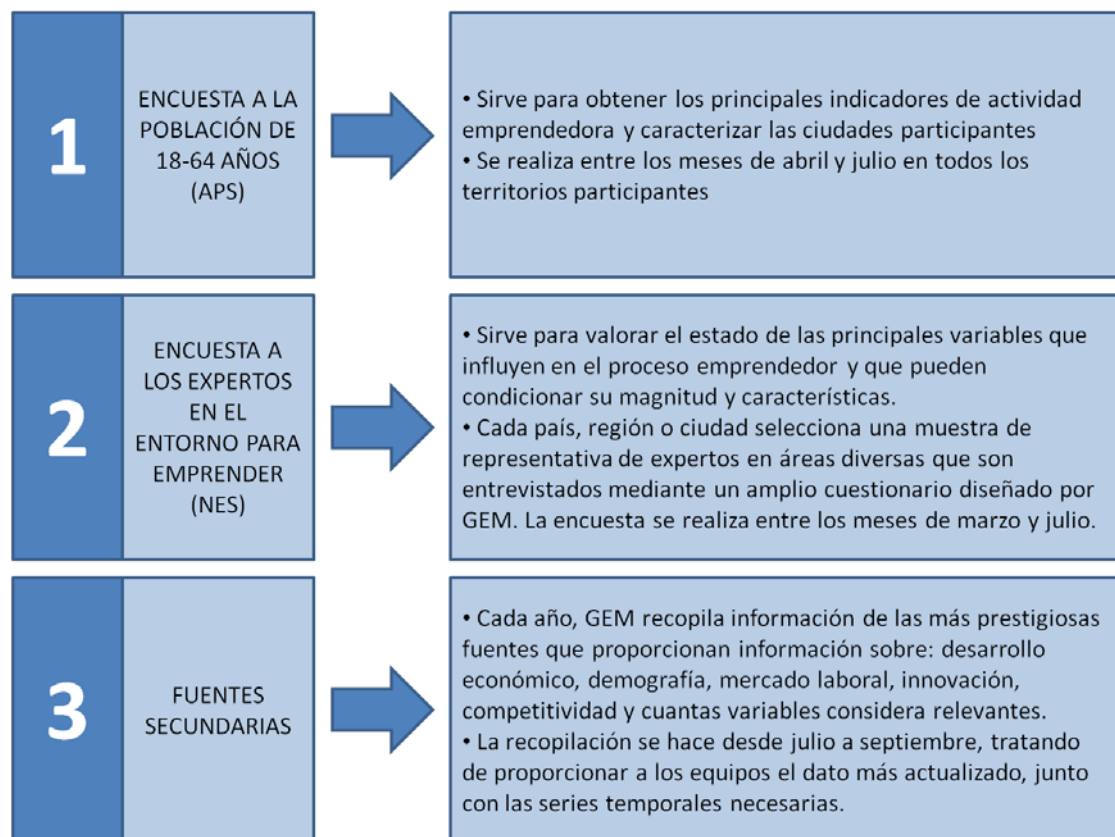 1
ENCUESTA A LA
POBLACIÓN DE
18-64 AÑOS
(APS)
• Sirve para obtener los principales indicadores de actividad
emprendedora y caracterizar las ciudades participantes
• Se realiza entre los meses de abril y julio en todos los
territorios participantes
2
ENCUESTA A
LOS EXPERTOS
EN EL
ENTORNO PARA
EMPRENDER
(NES)
• Sirve para valorar el estado de las principales variables que
influyen en el proceso emprendedor y que pueden
condicionar su magnitud y características.
• Cada país, región o ciudad selecciona una muestra de
representativa de expertos en áreas diversas que son
entrevistados mediante un amplio cuestionario diseñado por
GEM. La encuesta se realiza entre los meses de marzo y julio.
3
FUENTES
SECUNDARIAS
• Cada año, GEM recopila información de las más prestigiosas
fuentes que proporcionan información sobre: desarrollo
económico, demografía, mercado laboral, innovación,
competitividad y cuantas variables considera relevantes.
• La recopilación se hace desde julio a septiembre, tratando
de proporcionar a los equipos el dato más actualizado, junto
con las series temporales necesarias.